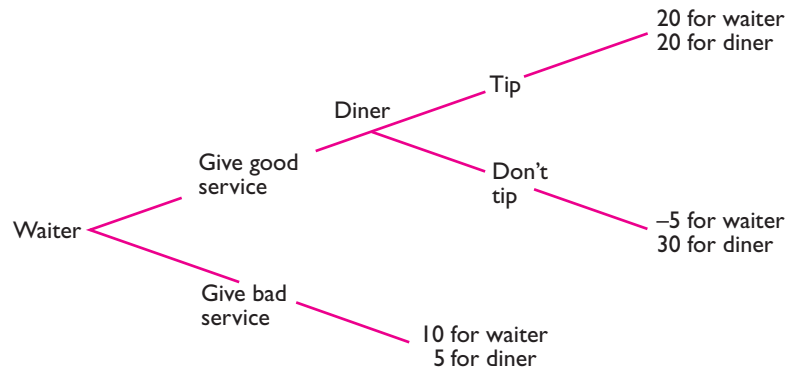 20 for waiter
20 for diner
Tip
Diner
Give good
service
Don't
tip
Waiter
–5 for waiter
30 for diner
Give bad
service
10 for waiter
5 for diner